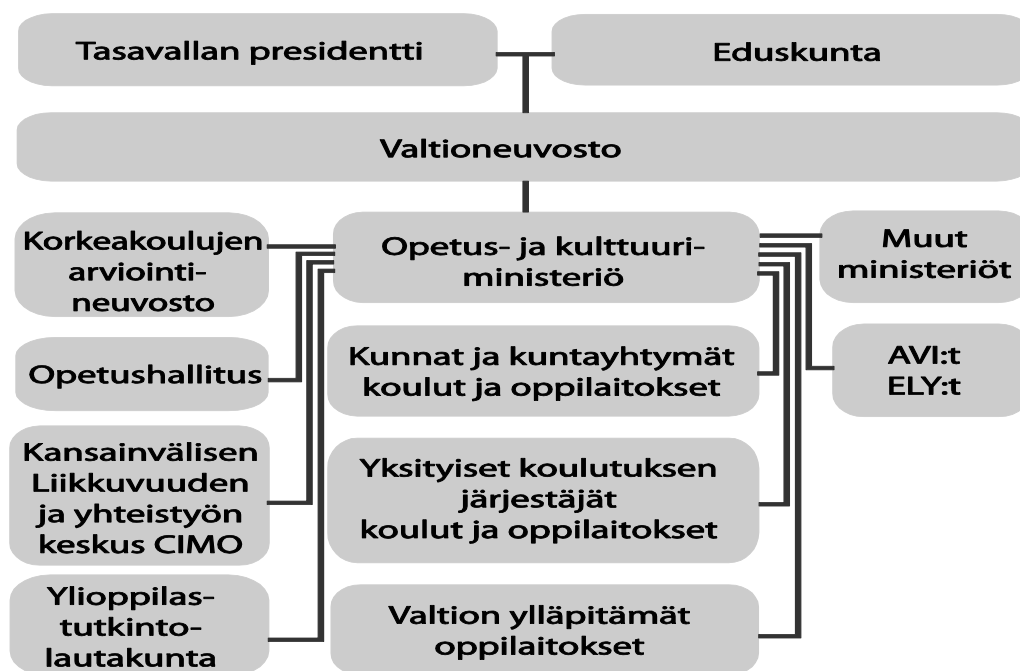 Tasavallan presidentti
Eduskunta
Valtioneuvosto
Korkeakoulujen
arviointi-
neuvosto
Opetus- ja kulttuuri-
ministeriö
Muut
ministeriöt
Opetushallitus
Kunnat ja kuntayhtymät
koulut ja oppilaitokset
AVI:t
ELY:t
Kansainvälisen
Liikkuvuuden
ja yhteistyön
keskus CIMO
Yksityiset koulutuksen
järjestäjät
koulut ja oppilaitokset
Ylioppilas-
tutkinto-
lautakunta
Valtion ylläpitämät
oppilaitokset